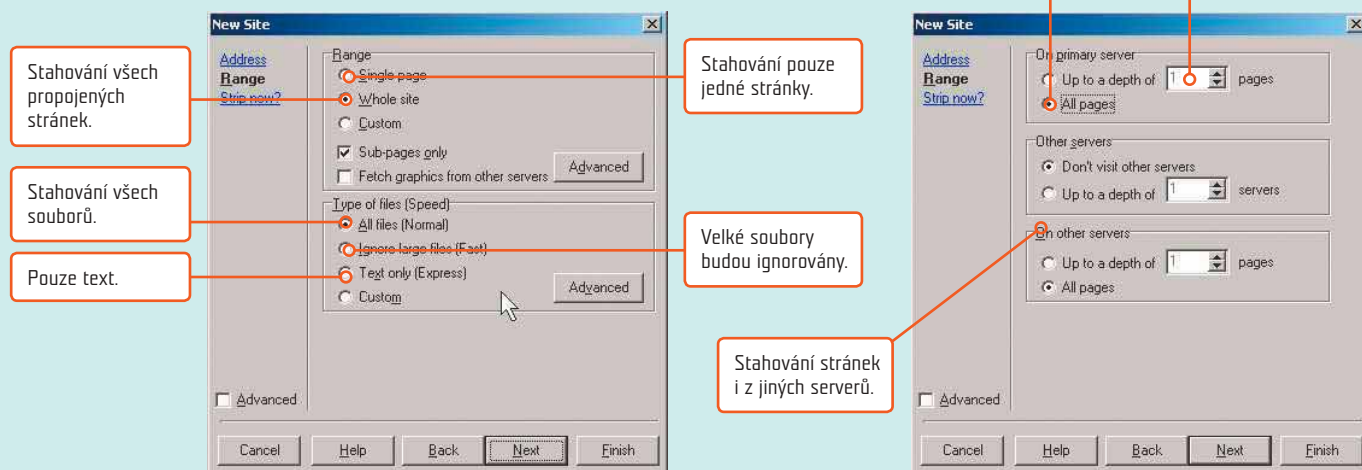 Stahování všech
propojených
stránek.
Stahování všech
souborů.
Pouze text.
New Site
Address
Range
Strip now?
Range
Single page
Whole site
Custom
Sub-pages only
Fetch graphics from other servers
Advanced
Type of files (Speed)
All files (Normal)
Ignore large files (Fast)
Text only (Express)
Custom
Advanced
Advanced
Cancel
Help
Back
Next
Finish
Stahování pouze
jedné stránky.
Velké soubory
budou ignorovány.
Stahování stránek
i z jiných serverů.
New Site
Address
Range
Strip now?
On primary server
Up to a depth of 1 pages
All pages
Other servers
Don't visit other servers
Up to a depth of 1 servers
On other servers
Up to a depth of 1 pages
All pages
Advanced
Cancel
Help
Back
Next
Finish